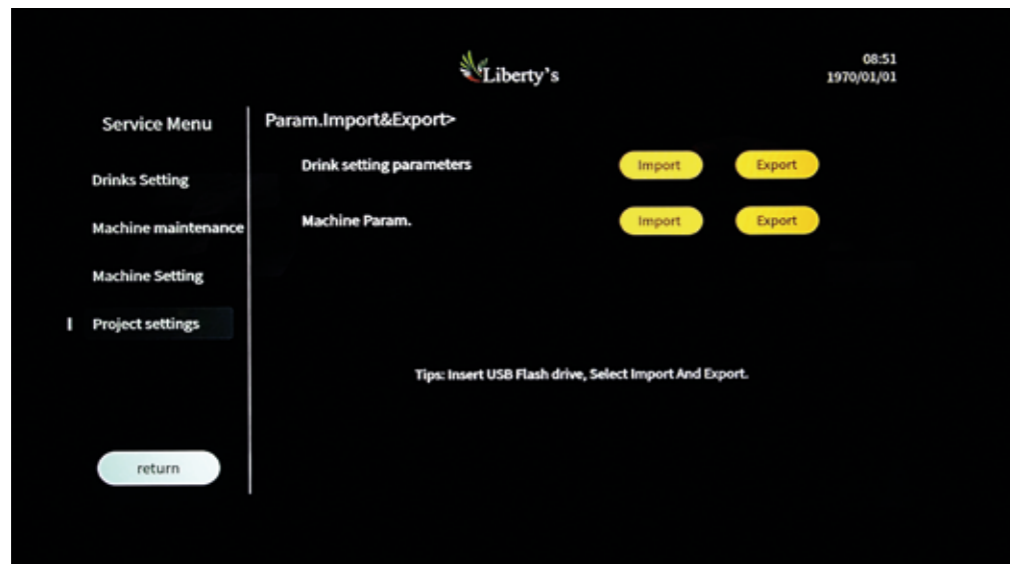 Liberty's
08:51
1970/01/01
Service Menu
Drinks Setting
Machine maintenance
Machine Setting
Project settings
return
Param.Import&Export>
Drink setting parameters
Import
Export
Machine Param.
Import
Export
Tips: Insert USB Flash drive, Select Import And Export.